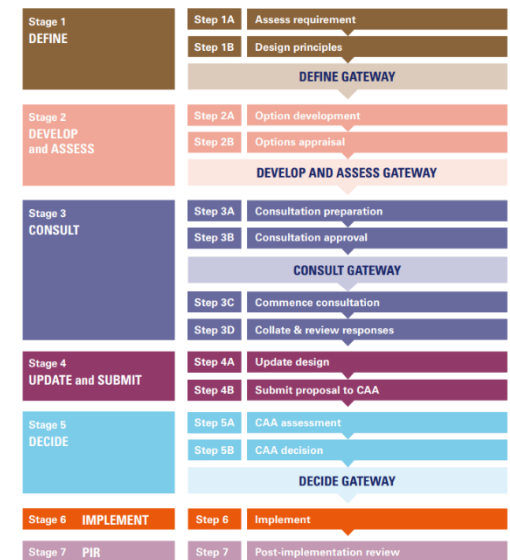 Stage 1
DEFINE
Step 1A Assess requirement
Step 1B Design principles
DEFINE GATEWAY
Stage 2
DEVELOP
and ASSESS
Step 2A Option development
Step 2B Options appraisal
DEVELOP AND ASSESS GATEWAY
Stage 3
CONSULT
Step 3A Consultation preparation
Step 3B Consultation approval
CONSULT GATEWAY
Step 3C Commence consultation
Step 3D Collate & review responses
Stage 4
UPDATE and SUBMIT
Step 4A Update design
Step 4B Submit proposal to CAA
Stage 5
DECIDE
Step 5A CAA assessment
Step 5B CAA decision
DECIDE GATEWAY
Stage 6 IMPLEMENT Step 6 Implement
Stage 7 PIR Step 7 Post-implementation review